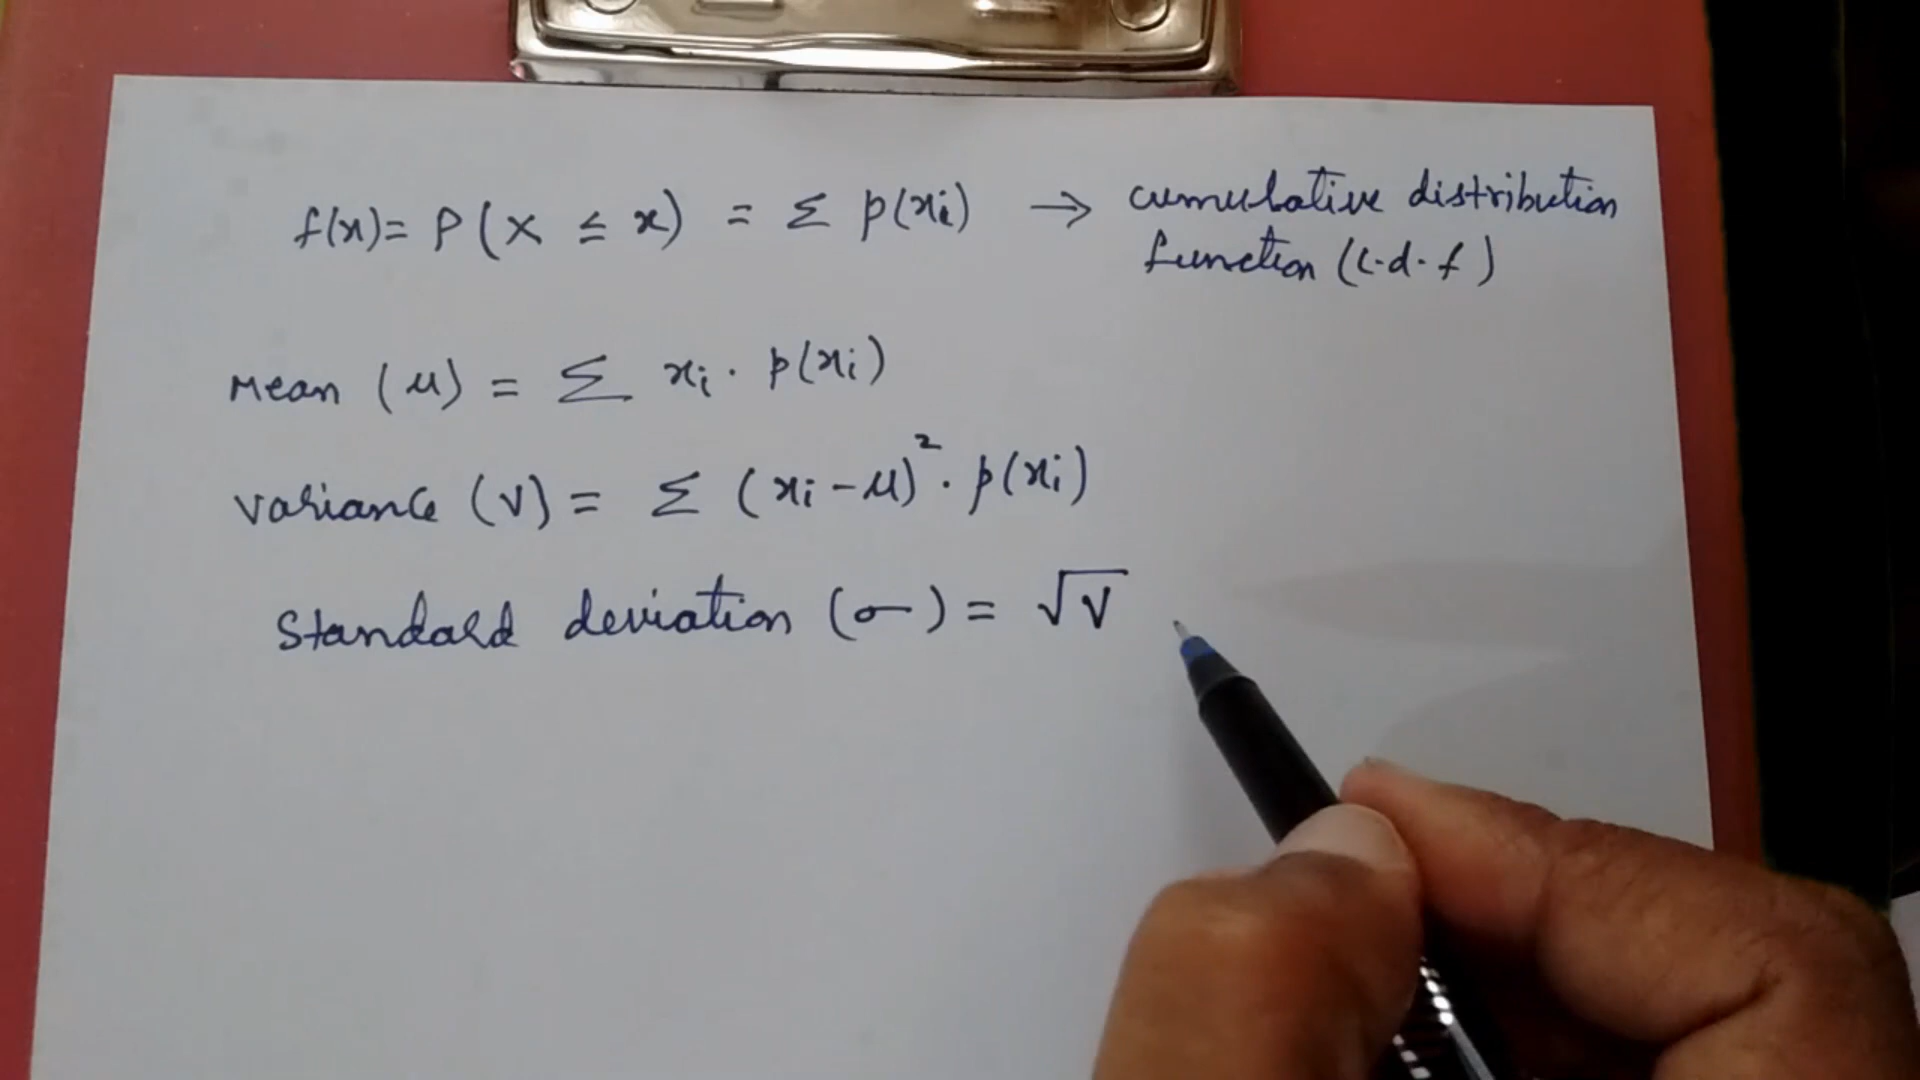 f(x) = P(X ≤ x) = Σ p(xi) → cumulative distribution
function (c.d.f)
Mean (μ) = Σ xi . p(xi)
Variance (V) = Σ (xi - μ)² . p(xi)
Standard deviation (σ) = √V